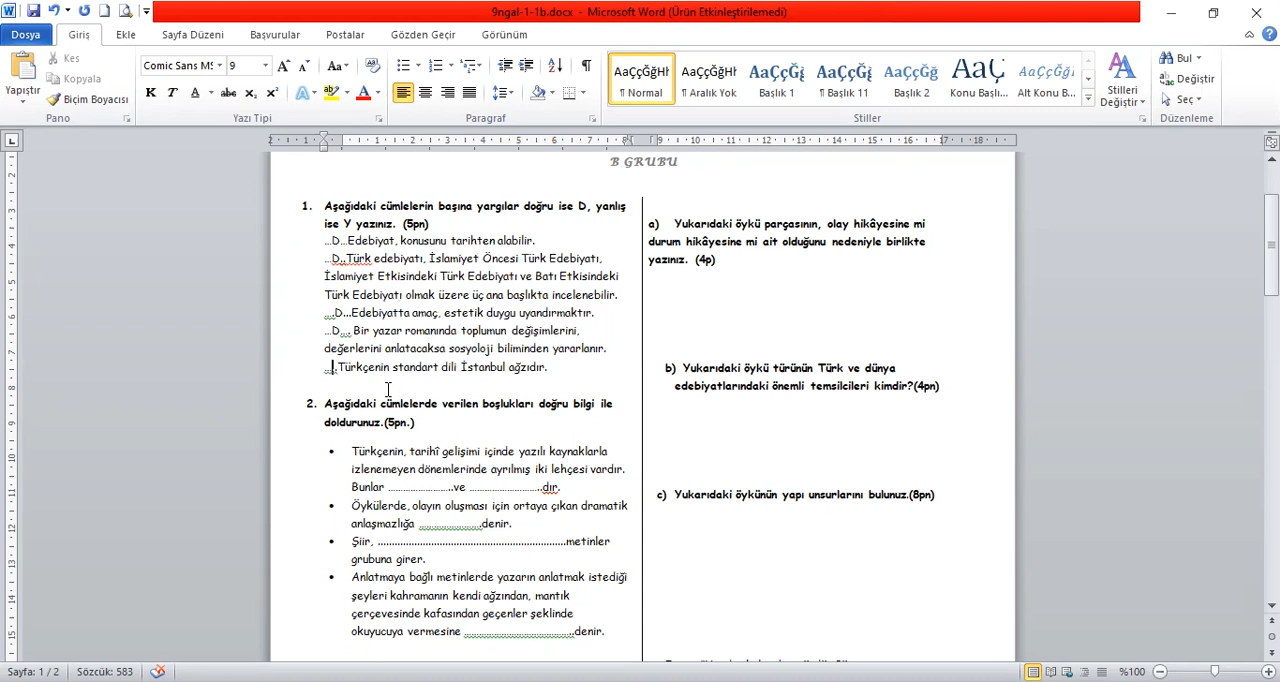 9ngal-1-1b.docx - Microsoft Word (Ürün Etkinleştirilemedi)
Dosya Giriş Ekle Sayfa Düzeni Başvurular Postalar Gözden Geçir Görünüm
Yapıştır
Kes
Kopyala
Biçim Boyacısı
Comic Sans MS 9
AaÇçĞğHł AaÇçĞğHł AaÇçĞğ AaÇçĞğ AaÇçĞğ AaÇ AaÇçĞğI
¶ Normal ¶ Aralık Yok Başlık 1 ¶ Başlık 11 Başlık 2 Konu Başlı... Alt Konu B...
Stilleri
Değiştir
Bul
Değiştir
Seç
Pano Yazı Tipi Paragraf Stiller Düzenleme
B GRUBU
1. Aşağıdaki cümlelerin başına yargılar doğru ise D, yanlış
ise Y yazınız. (5pn)
...D...Edebiyat, konusunu tarihten alabilir.
...D..Türk edebiyatı, İslamiyet Öncesi Türk Edebiyatı,
İslamiyet Etkisindeki Türk Edebiyatı ve Batı Etkisindeki
Türk Edebiyatı olmak üzere üç ana başlıkta incelenebilir.
...D...Edebiyatta amaç, estetik duygu uyandırmaktır.
...D... Bir yazar romanında toplumun değişimlerini,
değerlerini anlatacaksa sosyoloji biliminden yararlanır.
...Türkçenin standart dili İstanbul ağzıdır.
2. Aşağıdaki cümlelerde verilen boşlukları doğru bilgi ile
doldurunuz.(5pn.)
• Türkçenin, tarihî gelişimi içinde yazılı kaynaklarla
izlenemeyen dönemlerinde ayrılmış iki lehçesi vardır.
Bunlar ..........................ve ............................dır.
• Öykülerde, olayın oluşması için ortaya çıkan dramatik
anlaşmazlığa ....................denir.
• Şiir, ..............................................................metinler
grubuna girer.
• Anlatmaya bağlı metinlerde yazarın anlatmak istediği
şeyleri kahramanın kendi ağzından, mantık
çerçevesinde kafasından geçenler şeklinde
okuyucuya vermesine ..................................denir.
a) Yukarıdaki öykü parçasının, olay hikâyesine mi
durum hikâyesine mi ait olduğunu nedeniyle birlikte
yazınız. (4p)
b) Yukarıdaki öykü türünün Türk ve dünya
edebiyatlarındaki önemli temsilcileri kimdir?(4pn)
c) Yukarıdaki öykünün yapı unsurlarını bulunuz.(8pn)
Sayfa: 1 / 2 Sözcük: 583 %100